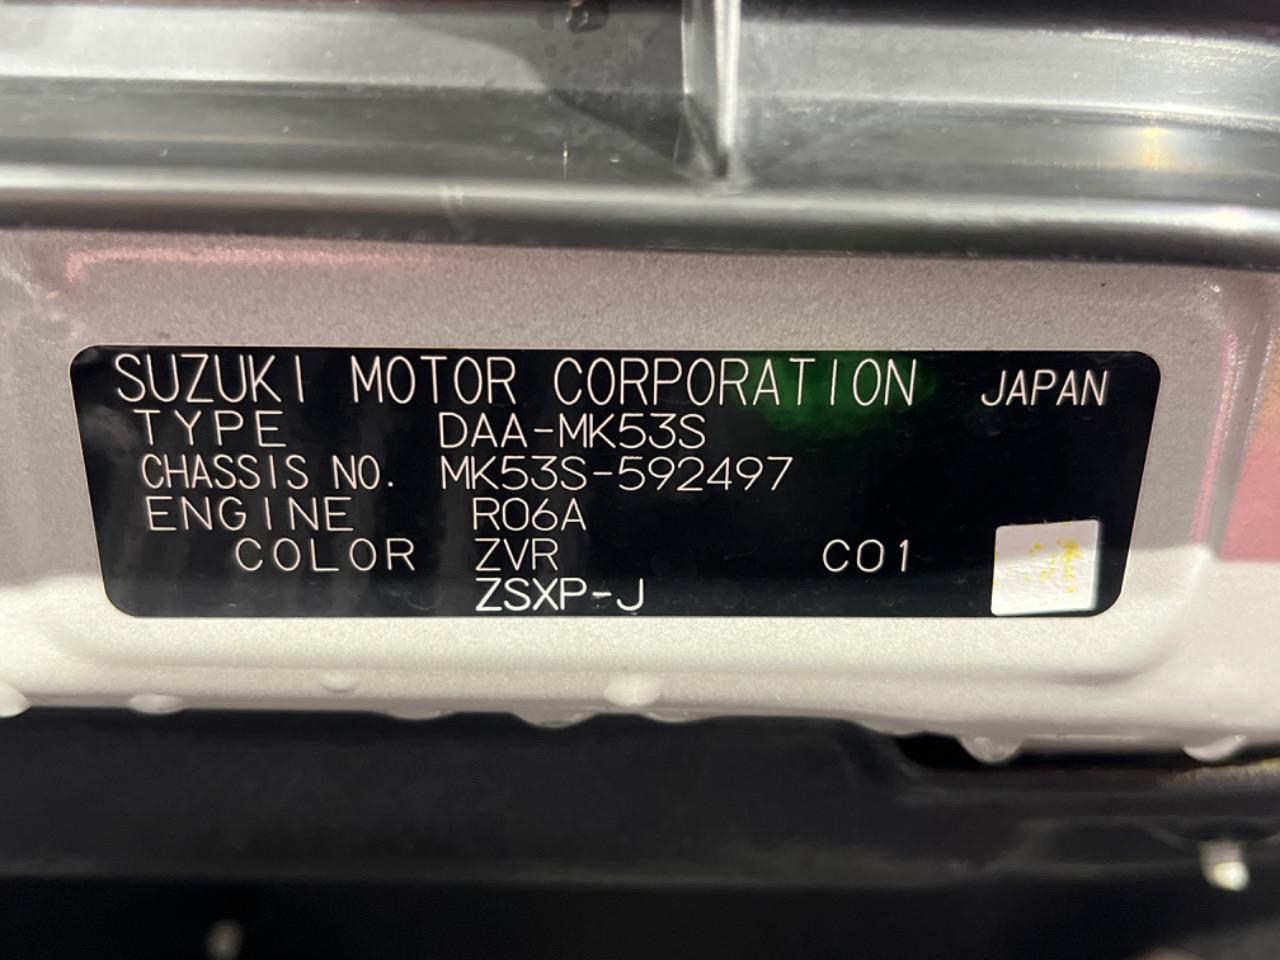 SUZUKI MOTOR CORPORATION JAPAN
TYPE DAA-MK53S
CHASSIS NO. MK53S-592497
ENGINE R06A
COLOR ZVR C01
ZSXP-J